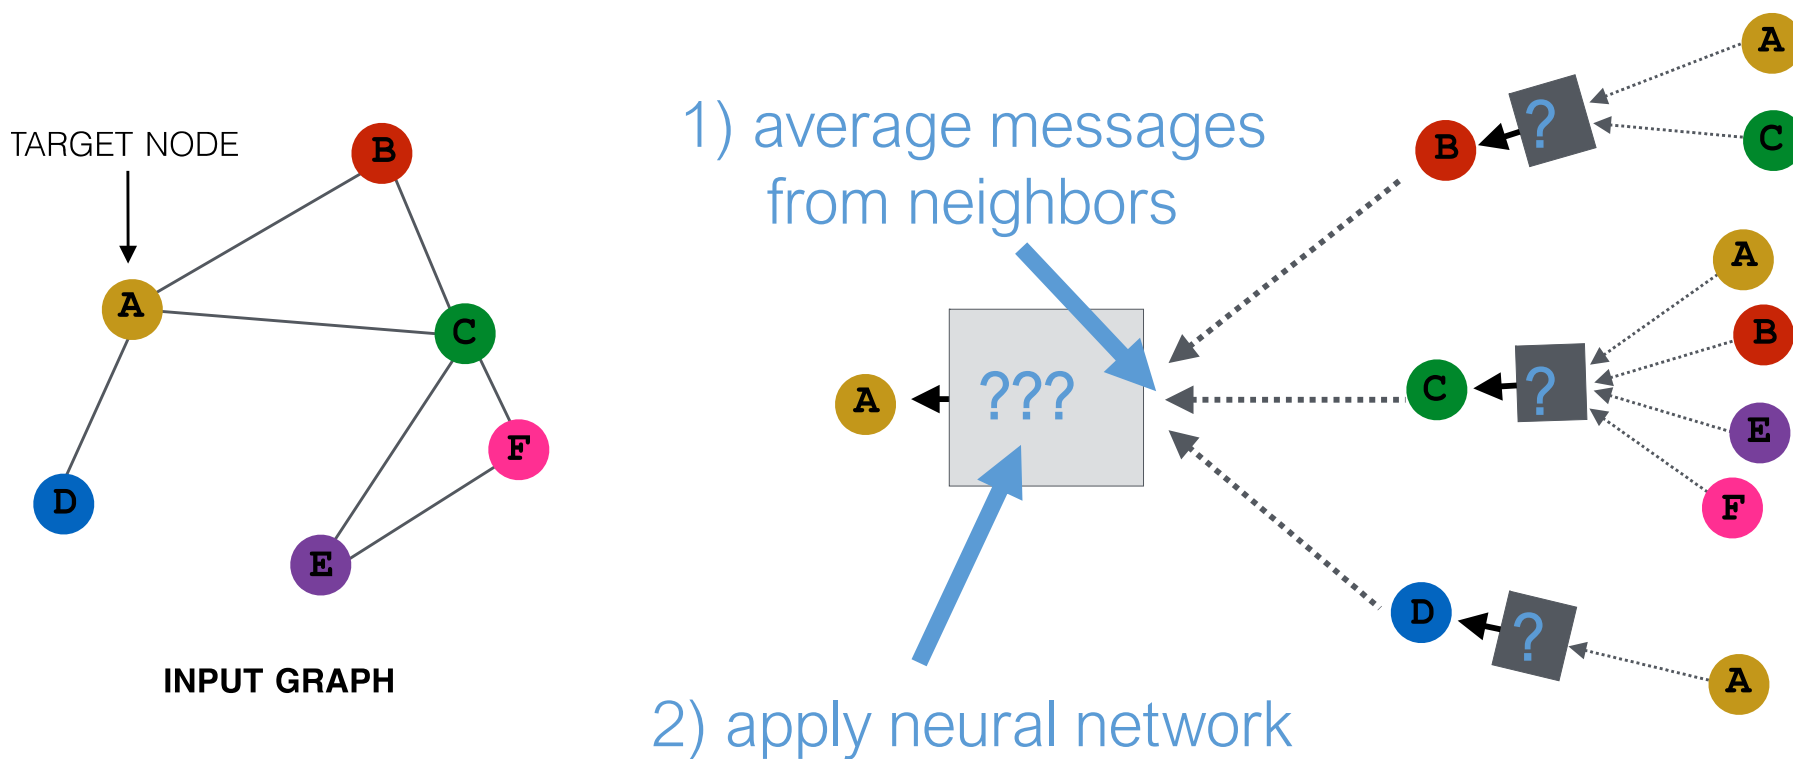 TARGET NODE
B
A
C
F
D
E
INPUT GRAPH
1) average messages
from neighbors
???
A
2) apply neural network
B
?
A
C
C
?
A
B
E
F
D
?
A